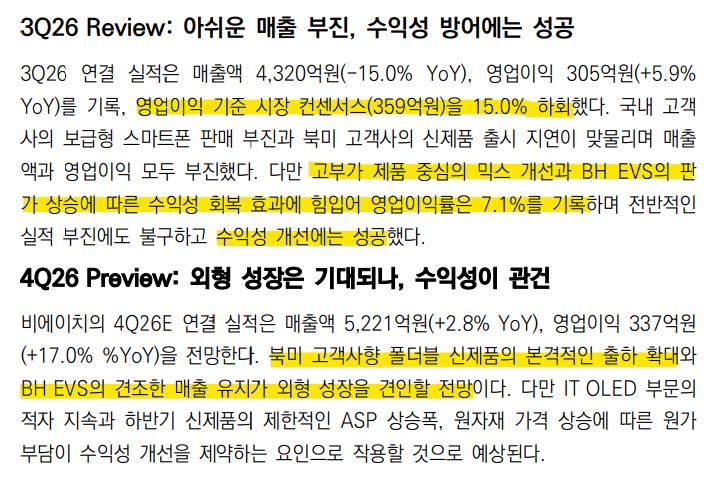 3Q26 Review: 아쉬운 매출 부진, 수익성 방어에는 성공
3Q26 연결 실적은 매출액 4,320억원(-15.0% YoY), 영업이익 305억원(+5.9%
YoY)를 기록, 영업이익 기준 시장 컨센서스(359억원)을 15.0% 하회했다. 국내 고객
사의 보급형 스마트폰 판매 부진과 북미 고객사의 신제품 출시 지연이 맞물리며 매출
액과 영업이익 모두 부진했다. 다만 고부가 제품 중심의 믹스 개선과 BH EVS의 판
가 상승에 따른 수익성 회복 효과에 힘입어 영업이익률은 7.1%를 기록하며 전반적인
실적 부진에도 불구하고 수익성 개선에는 성공했다.
4Q26 Preview: 외형 성장은 기대되나, 수익성이 관건
비에이치의 4Q26E 연결 실적은 매출액 5,221억원(+2.8% YoY), 영업이익 337억원
(+17.0% %YoY)을 전망한다. 북미 고객사향 폴더블 신제품의 본격적인 출하 확대와
BH EVS의 견조한 매출 유지가 외형 성장을 견인할 전망이다. 다만 IT OLED 부문의
적자 지속과 하반기 신제품의 제한적인 ASP 상승폭, 원자재 가격 상승에 따른 원가
부담이 수익성 개선을 제약하는 요인으로 작용할 것으로 예상된다.